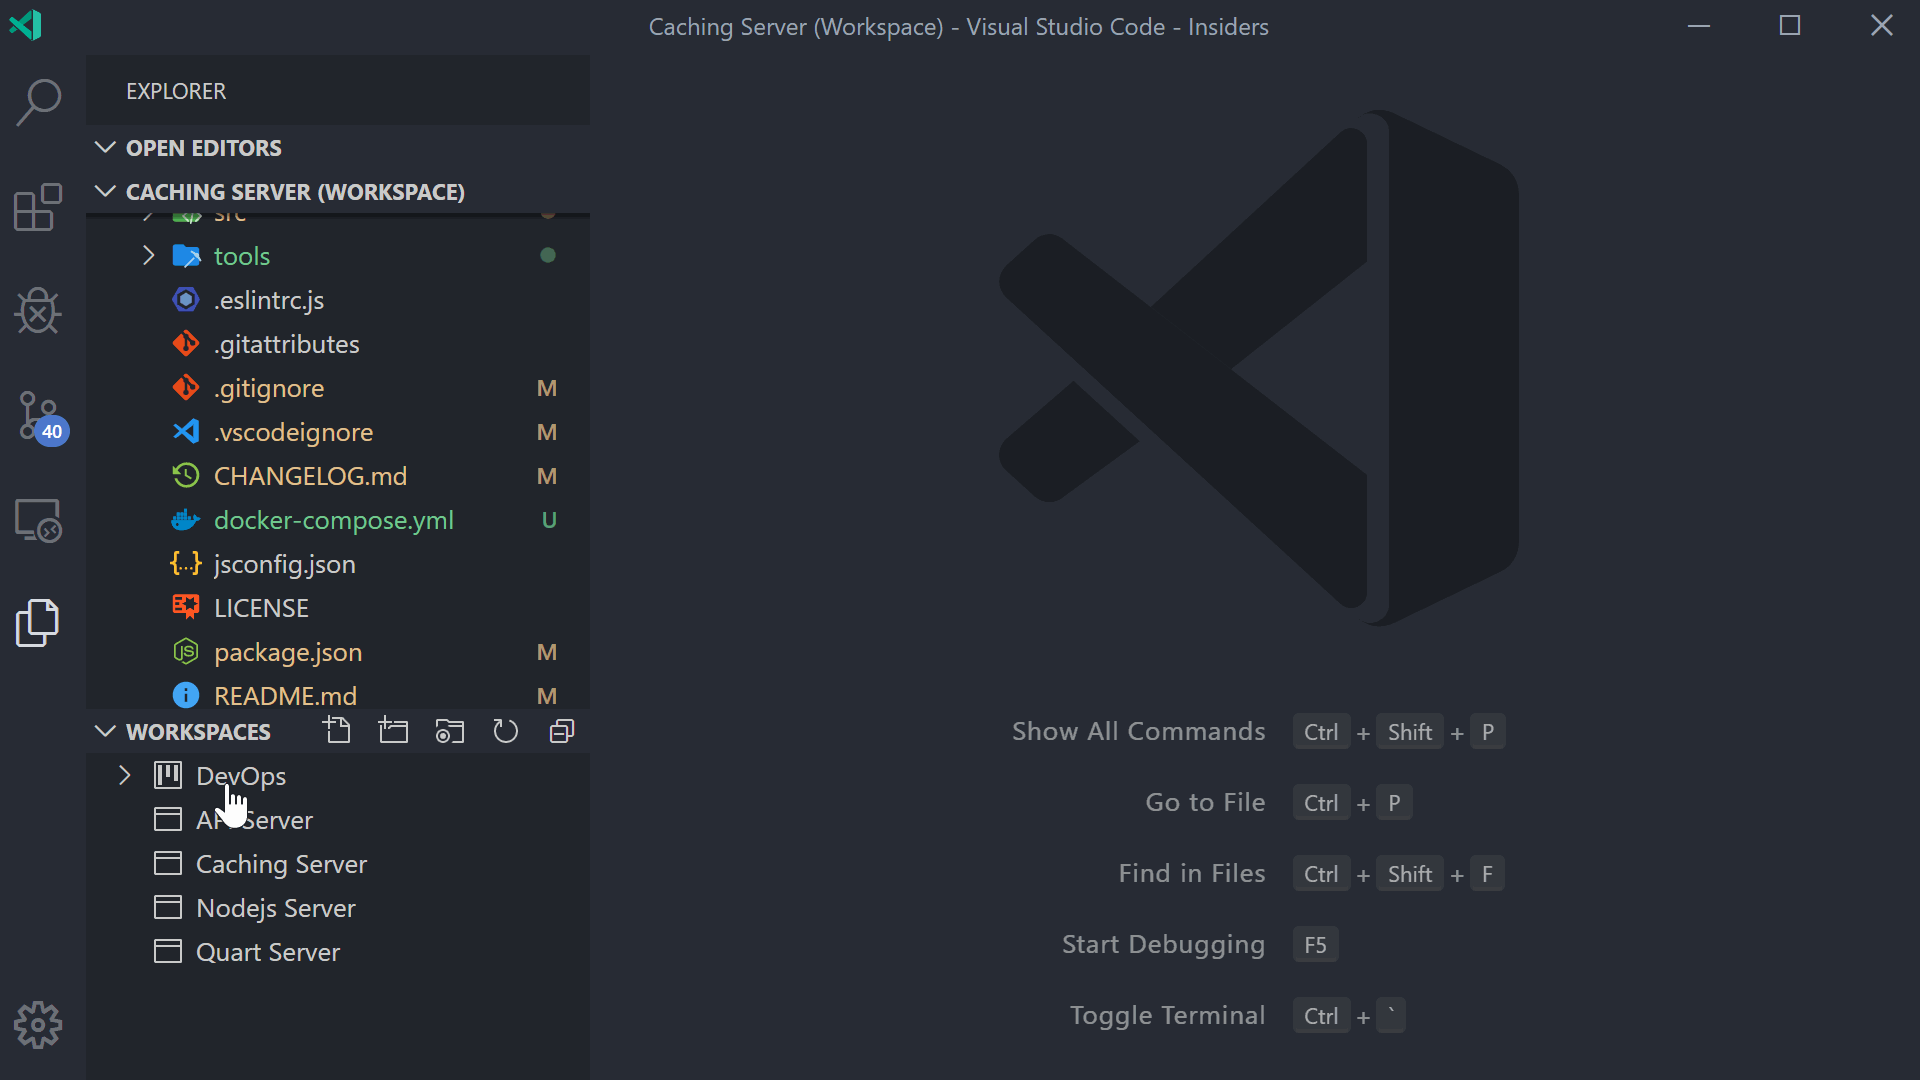 Caching Server (Workspace) - Visual Studio Code - Insiders
EXPLORER
OPEN EDITORS
CACHING SERVER (WORKSPACE)
src
tools
.eslintrc.js
.gitattributes
.gitignore M
.vscodeignore M
CHANGELOG.md M
docker-compose.yml U
{...} jsconfig.json
LICENSE
JS package.json M
i README.md M
40
WORKSPACES
DevOps
API Server
Caching Server
Nodejs Server
Quart Server
Show All Commands Ctrl + Shift + P
Go to File Ctrl + P
Find in Files Ctrl + Shift + F
Start Debugging F5
Toggle Terminal Ctrl + `